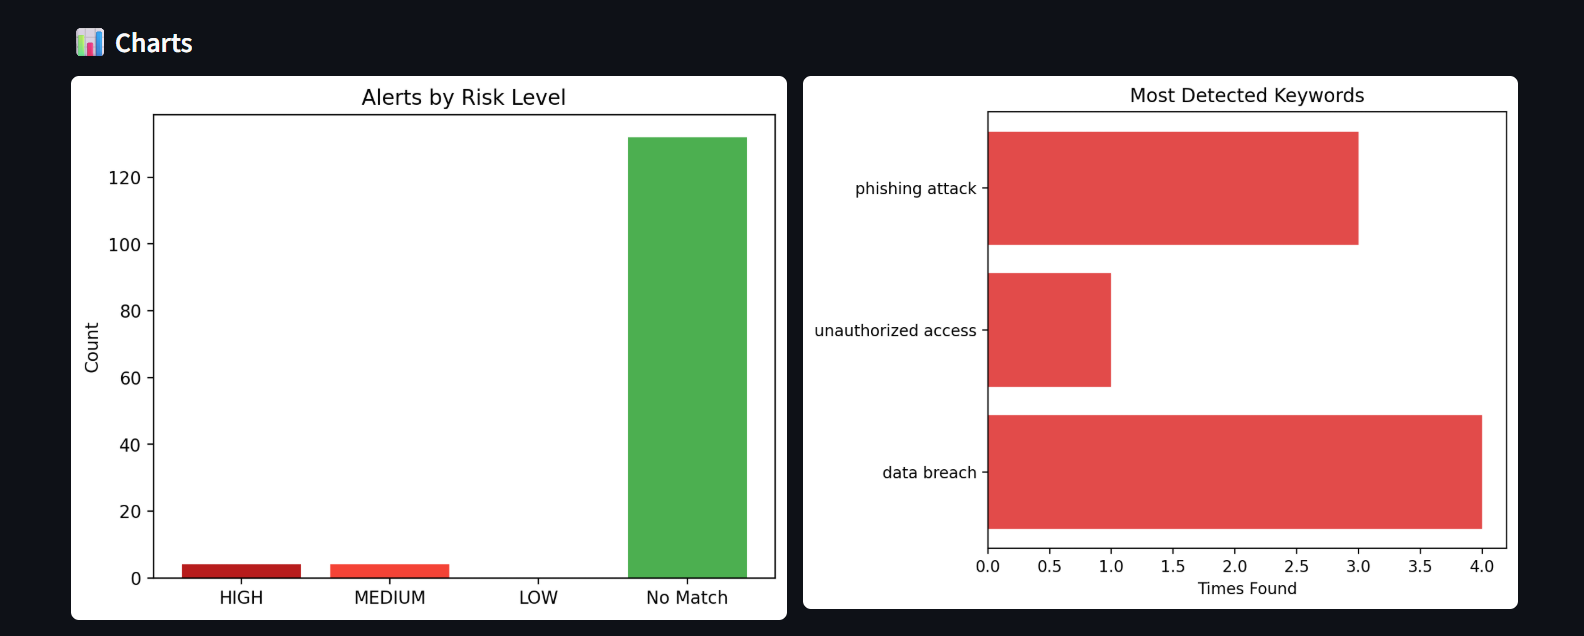 Charts
Alerts by Risk Level
Count
120
100
80
60
40
20
0
HIGH MEDIUM LOW No Match
Most Detected Keywords
phishing attack
unauthorized access
data breach
0.0 0.5 1.0 1.5 2.0 2.5 3.0 3.5 4.0
Times Found